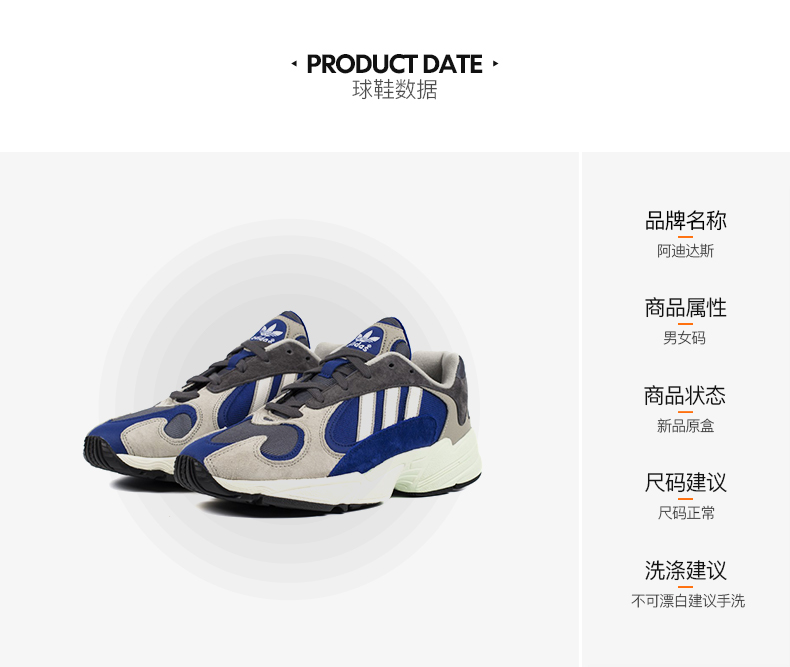 PRODUCT DATE
球鞋数据
品牌名称
阿迪达斯
商品属性
男女码
商品状态
新品原盒
尺码建议
尺码正常
洗涤建议
不可漂白建议手洗
adidas
adidas